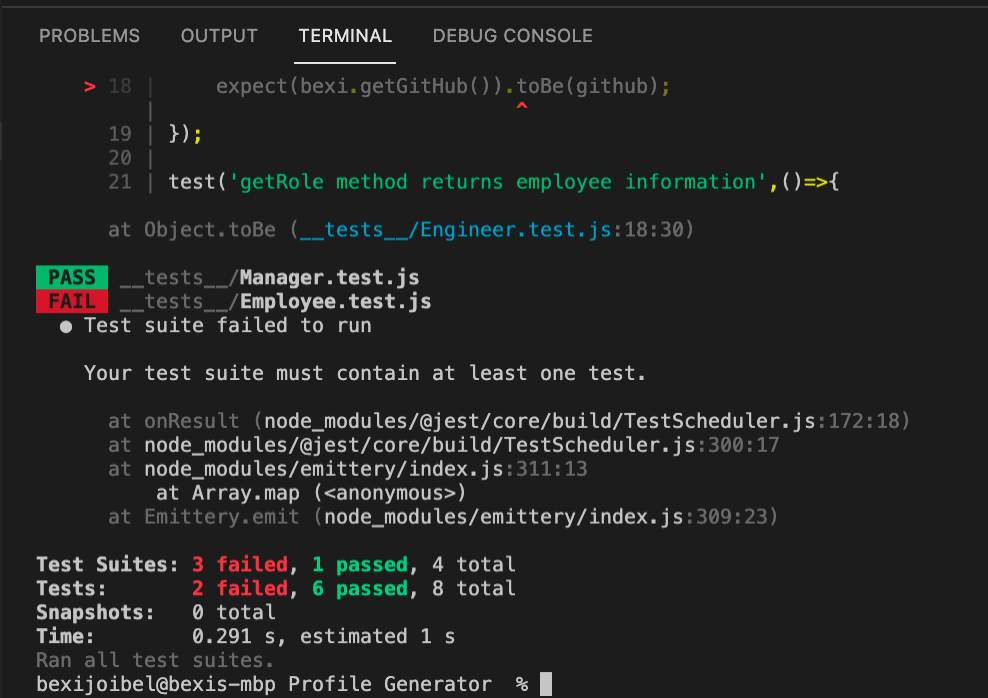 PROBLEMS OUTPUT TERMINAL DEBUG CONSOLE
> 18 |     expect(bexi.getGitHub()).toBe(github);
|                              ^
19 | });
20 |
21 | test('getRole method returns employee information',()=>{
at Object.toBe (__tests__/Engineer.test.js:18:30)
PASS __tests__/Manager.test.js
FAIL __tests__/Employee.test.js
● Test suite failed to run
Your test suite must contain at least one test.
at onResult (node_modules/@jest/core/build/TestScheduler.js:172:18)
at node_modules/@jest/core/build/TestScheduler.js:300:17
at node_modules/emittery/index.js:311:13
at Array.map (<anonymous>)
at Emittery.emit (node_modules/emittery/index.js:309:23)
Test Suites: 3 failed, 1 passed, 4 total
Tests:       2 failed, 6 passed, 8 total
Snapshots:   0 total
Time:        0.291 s, estimated 1 s
Ran all test suites.
bexijoibel@bexis-mbp Profile Generator  %